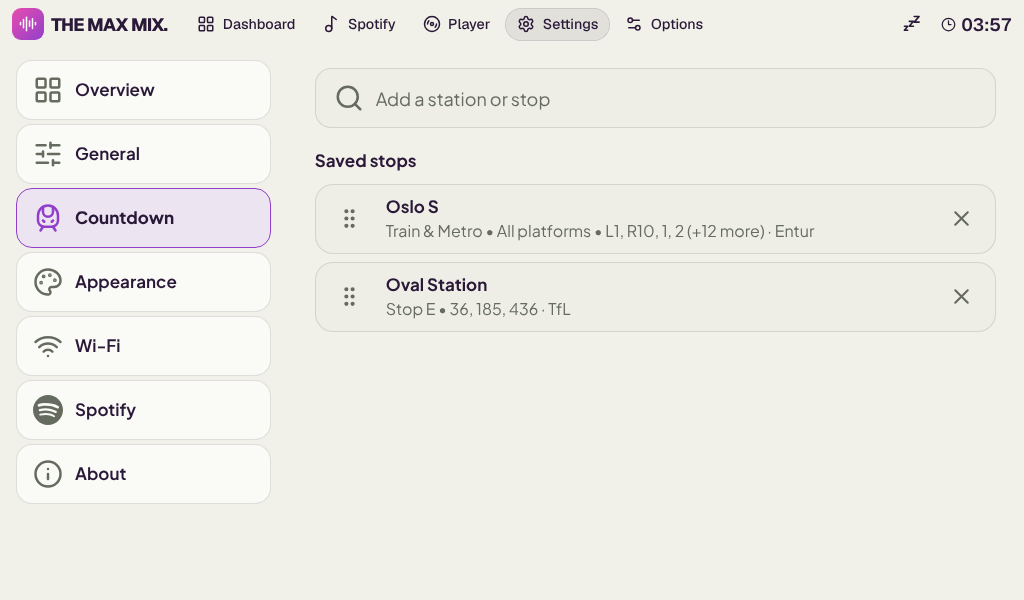 THE MAX MIX.
Dashboard
Spotify
Player
Settings
Options
03:57
Overview
General
Countdown
Appearance
Wi-Fi
Spotify
About
Add a station or stop
Saved stops
Oslo S
Train & Metro • All platforms • L1, R10, 1, 2 (+12 more) · Entur
Oval Station
Stop E • 36, 185, 436 · TfL